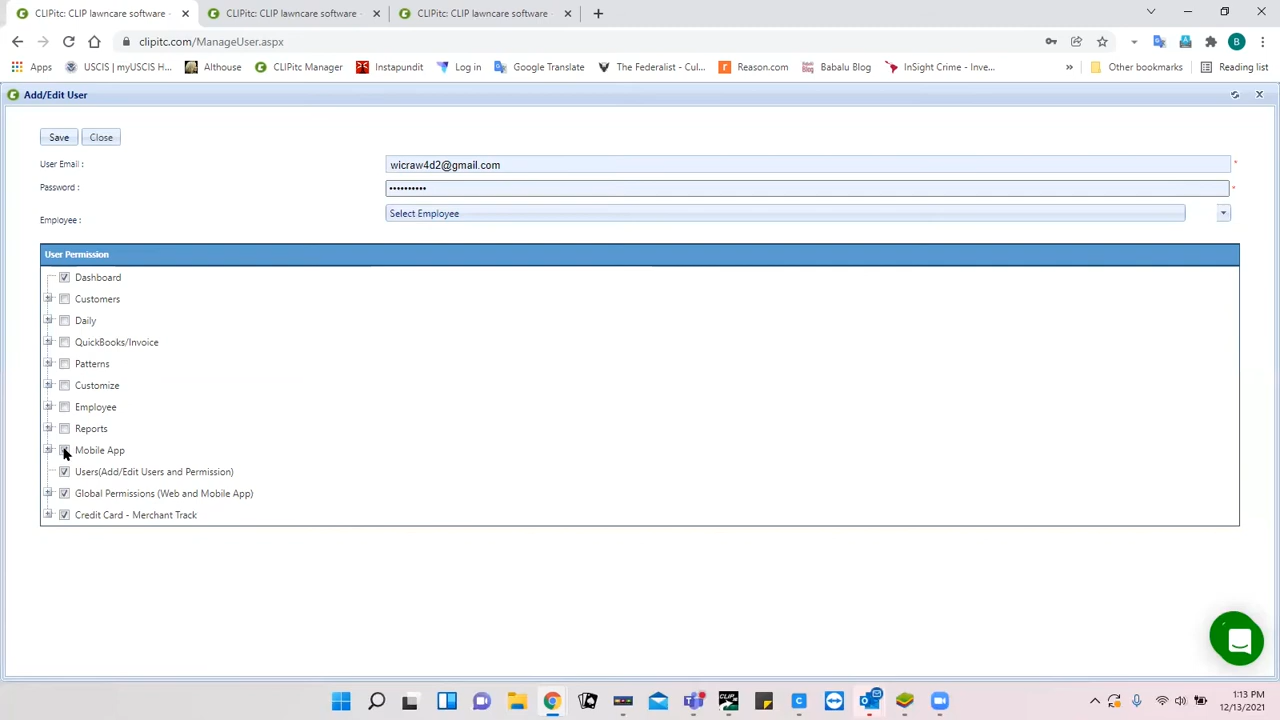 CLIPitc: CLIP lawncare software -
CLIPitc: CLIP lawncare software
CLIPitc: CLIP lawncare software
clipitc.com/ManageUser.aspx
B
Apps
USCIS | myUSCIS H...
Althouse
CLIPitc Manager
Instapundit
Log in
Google Translate
The Federalist - Cul...
Reason.com
Babalu Blog
InSight Crime - Inve...
»
Other bookmarks
Reading list
Add/Edit User
Save
Close
User Email :
wicraw4d2@gmail.com
*
Password :
••••••••••
*
Employee :
Select Employee
User Permission
Dashboard
Customers
Daily
QuickBooks/Invoice
Patterns
Customize
Employee
Reports
Mobile App
Users(Add/Edit Users and Permission)
Global Permissions (Web and Mobile App)
Credit Card - Merchant Track
CLIP
1:13 PM
12/13/2021